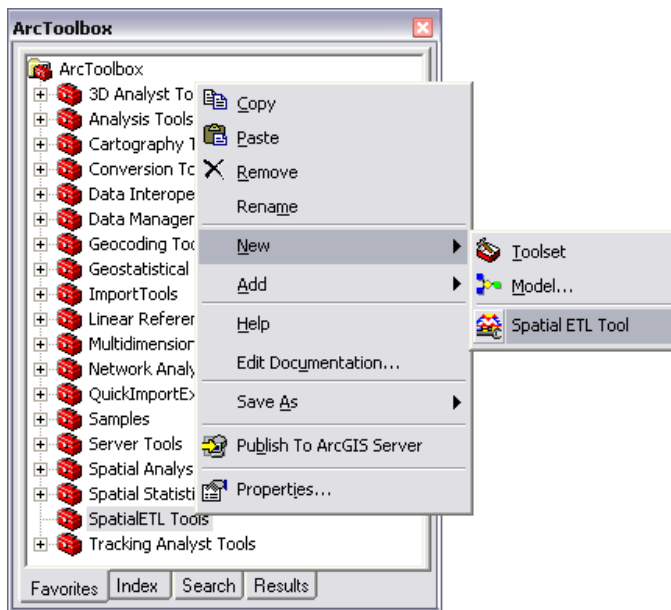 ArcToolbox
ArcToolbox
3D Analyst To
Analysis Tools
Cartography T
Conversion To
Data Interope
Data Manager
Geocoding Too
Geostatistical
ImportTools
Linear Referen
Multidimension
Network Analy
QuickImportEx
Samples
Server Tools
Spatial Analys
Spatial Statisti
SpatialETL Tools
Tracking Analyst Tools
Favorites Index Search Results
Copy
Paste
Remove
Rename
New
Add
Help
Edit Documentation...
Save As
Publish To ArcGIS Server
Properties...
Toolset
Model...
Spatial ETL Tool